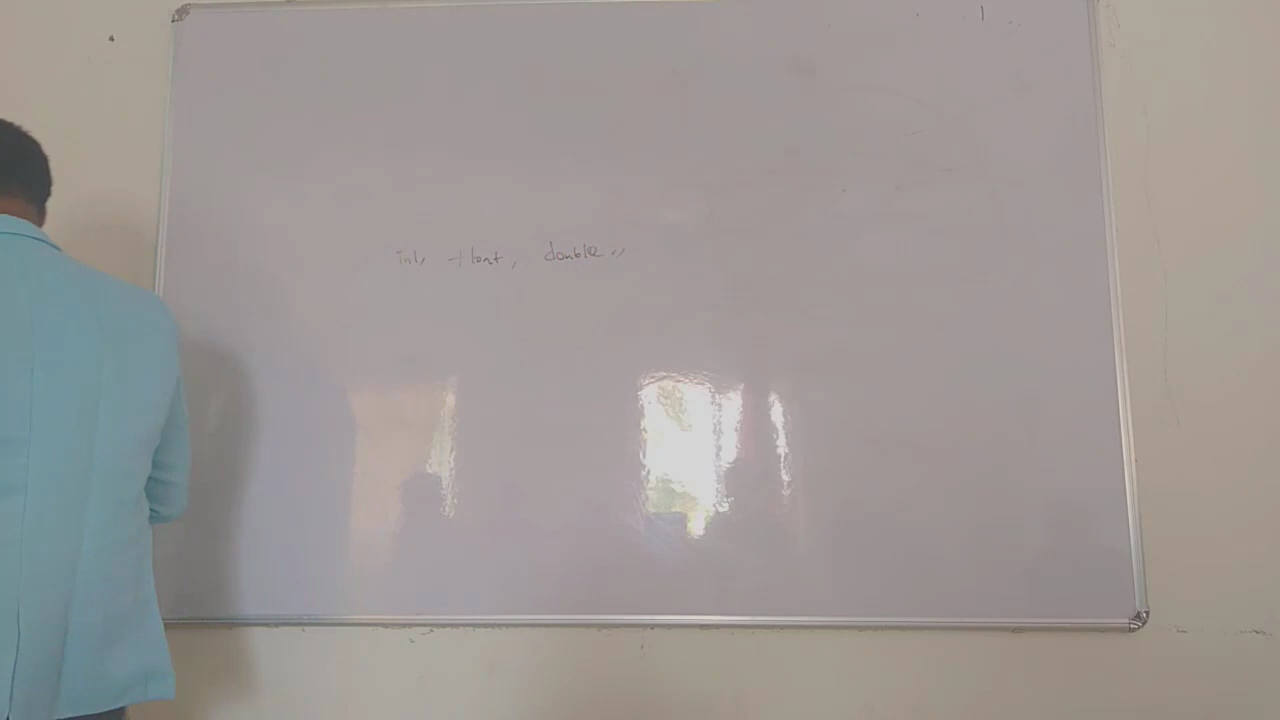 int, float, double ,,